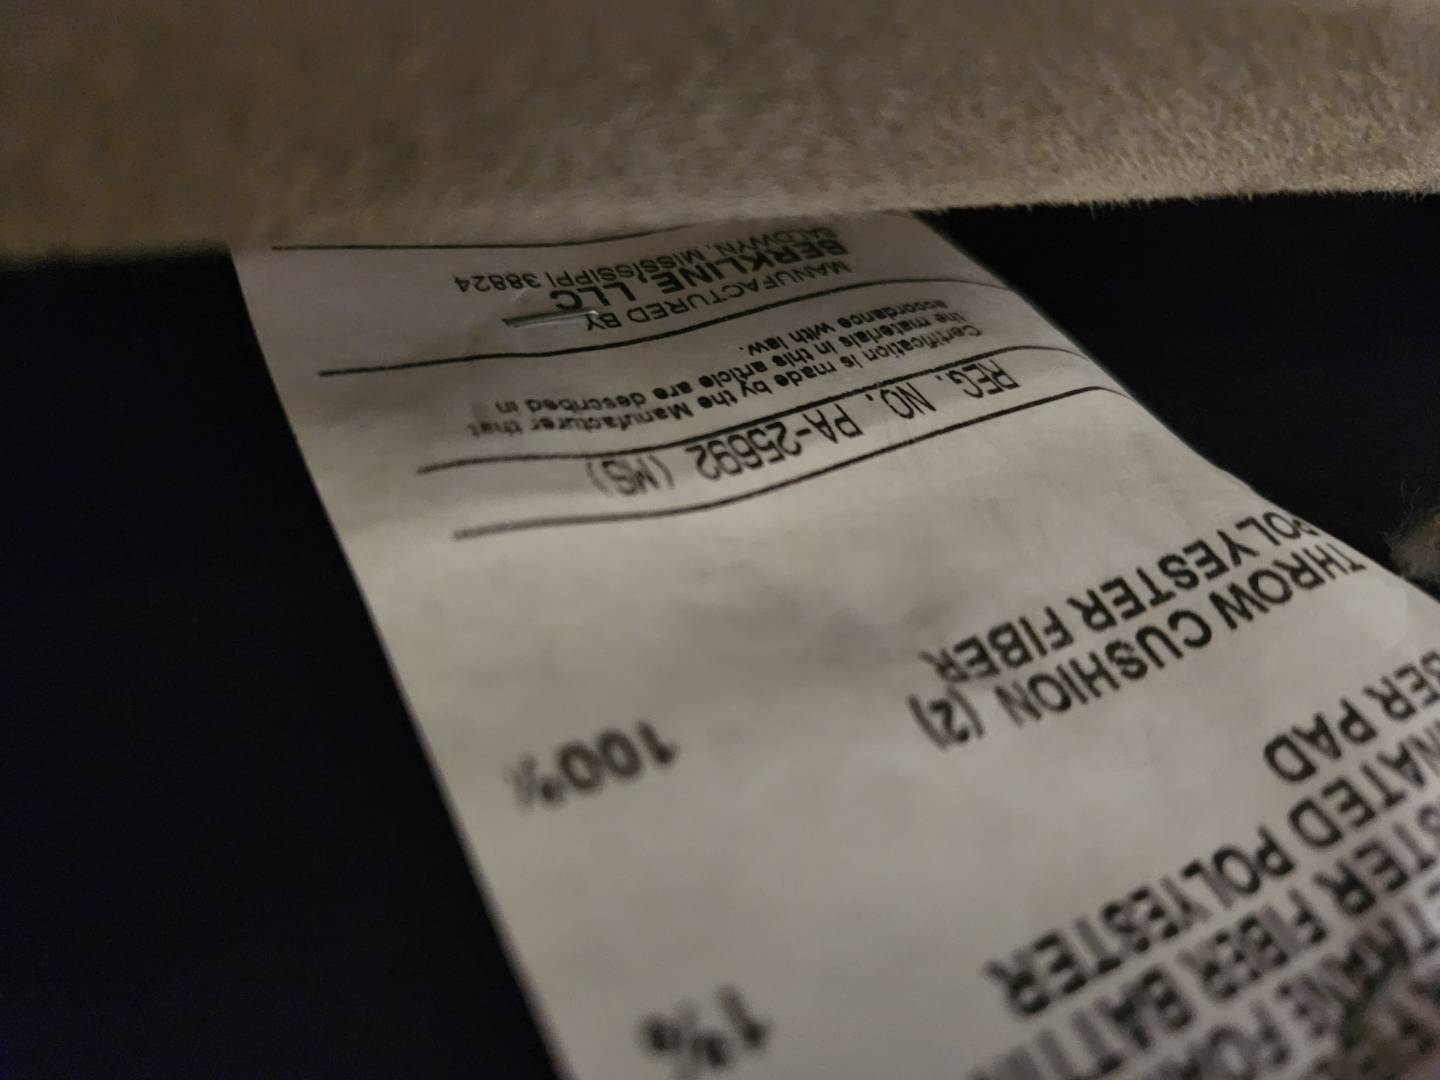 POLYESTER
NATED POLYESTER
BER PAD
1%
THROW CUSHION (2)
POLYESTER FIBER
100%
REG. NO. PA-25692 (MS)
Certification is made by the Manufacturer that
the materials in this article are described in
accordance with law.
MANUFACTURED BY
BERKLINE, LLC
BALDWYN, MISSISSIPPI 38824